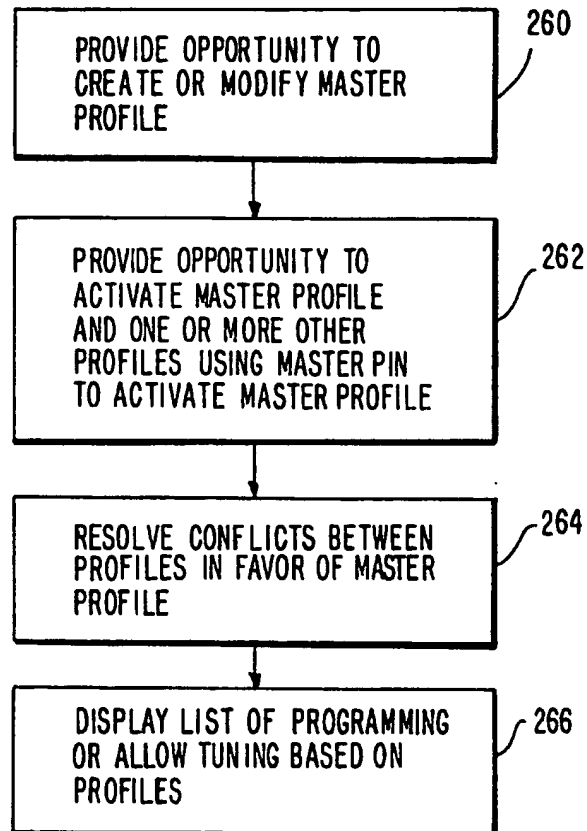 PROVIDE OPPORTUNITY TO
CREATE OR MODIFY MASTER
PROFILE
260
PROVIDE OPPORTUNITY TO
ACTIVATE MASTER PROFILE
AND ONE OR MORE OTHER
PROFILES USING MASTER PIN
TO ACTIVATE MASTER PROFILE
262
RESOLVE CONFLICTS BETWEEN
PROFILES IN FAVOR OF MASTER
PROFILE
264
DISPLAY LIST OF PROGRAMMING
OR ALLOW TUNING BASED ON
PROFILES
266